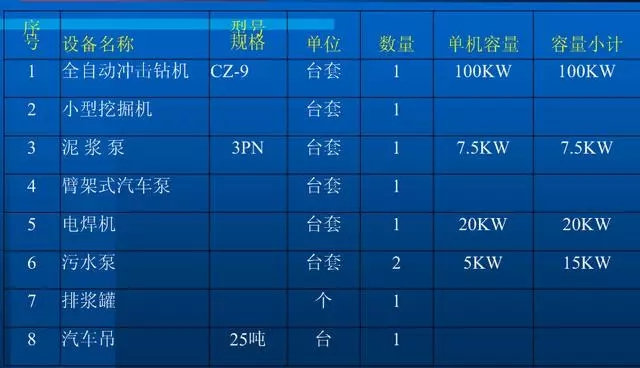 序号 设备名称 型号规格 单位 数量 单机容量 容量小计
1 全自动冲击钻机 CZ-9 台套 1 100KW 100KW
2 小型挖掘机 台套 1
3 泥浆泵 3PN 台套 1 7.5KW 7.5KW
4 臂架式汽车泵 台套 1
5 电焊机 台套 1 20KW 20KW
6 污水泵 台套 2 5KW 15KW
7 排浆罐 个 1
8 汽车吊 25吨 台 1